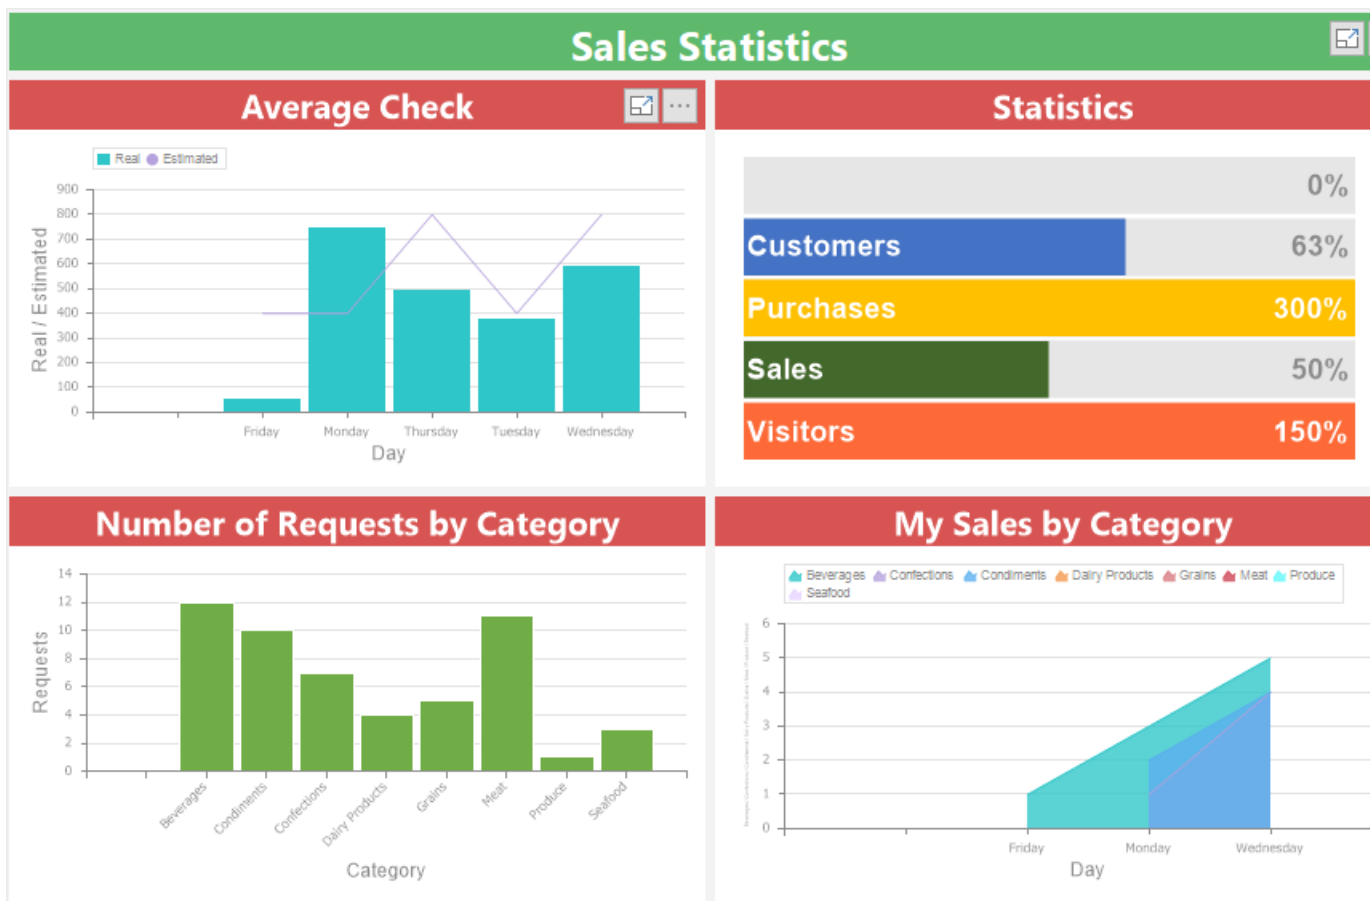 Sales Statistics
Average Check
Real Estimated
900
800
700
600
500
400
300
200
100
0
Real / Estimated
Friday Monday Thursday Tuesday Wednesday
Day
Statistics
0%
Customers 63%
Purchases 300%
Sales 50%
Visitors 150%
Number of Requests by Category
14
12
10
8
6
4
2
0
Requests
Beverages Condiments Confections Dairy Products Grains Meat Produce Seafood
Category
My Sales by Category
Beverages Confections Condiments Dairy Products Grains Meat Produce
Seafood
6
5
4
3
2
1
0
Friday Monday Wednesday
Day